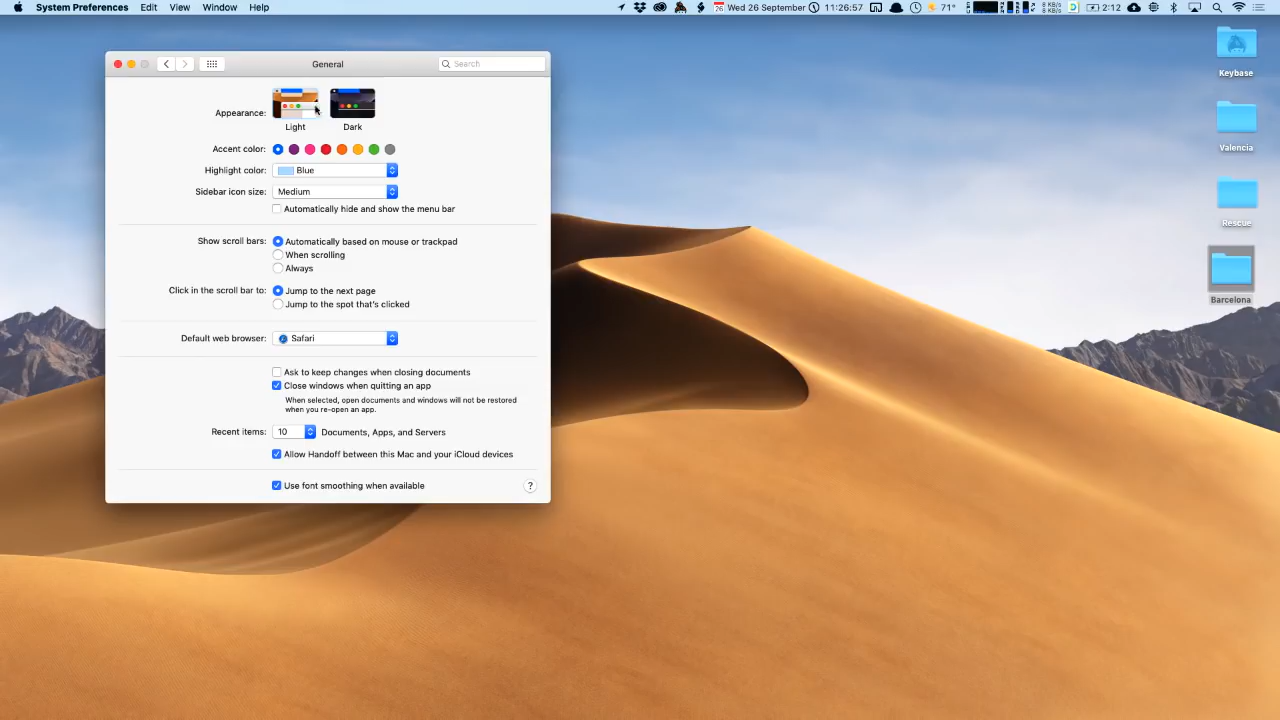 System Preferences Edit View Window Help
26 Wed 26 September 11:26:57 71° 8 KB/s 8 KB/s 2:12
General
Search
Appearance:
Light Dark
Accent color:
Highlight color: Blue
Sidebar icon size: Medium
Automatically hide and show the menu bar
Show scroll bars: Automatically based on mouse or trackpad
When scrolling
Always
Click in the scroll bar to: Jump to the next page
Jump to the spot that's clicked
Default web browser: Safari
Ask to keep changes when closing documents
Close windows when quitting an app
When selected, open documents and windows will not be restored
when you re-open an app.
Recent items: 10 Documents, Apps, and Servers
Allow Handoff between this Mac and your iCloud devices
Use font smoothing when available ?
Keybase
Valencia
Rescue
Barcelona